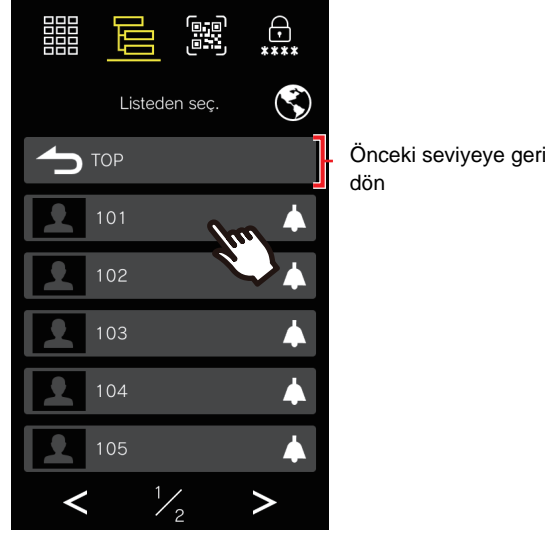 ****
Listeden seç.
TOP
Önceki seviyeye geri
dön
101
102
103
104
105
< 1/2 >